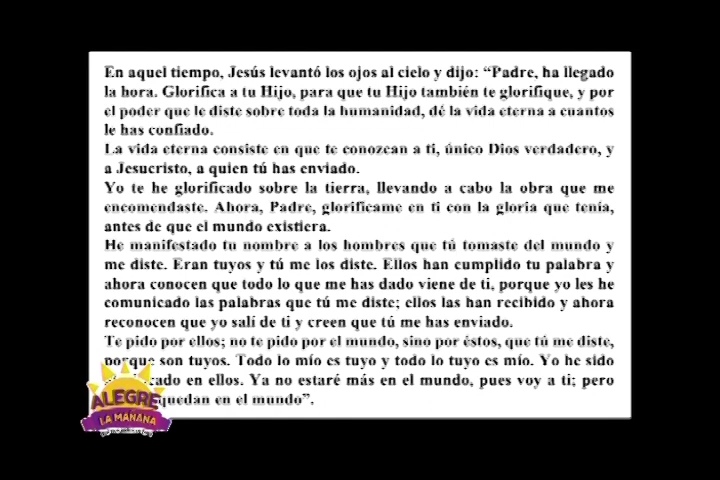 En aquel tiempo, Jesús levantó los ojos al cielo y dijo: “Padre, ha llegado
la hora. Glorifica a tu Hijo, para que tu Hijo también te glorifique, y por
el poder que le diste sobre toda la humanidad, dé la vida eterna a cuantos
le has confiado.
La vida eterna consiste en que te conozcan a ti, único Dios verdadero, y
a Jesucristo, a quien tú has enviado.
Yo te he glorificado sobre la tierra, llevando a cabo la obra que me
encomendaste. Ahora, Padre, glorifícame en ti con la gloria que tenía,
antes de que el mundo existiera.
He manifestado tu nombre a los hombres que tú tomaste del mundo y
me diste. Eran tuyos y tú me los diste. Ellos han cumplido tu palabra y
ahora conocen que todo lo que me has dado viene de ti, porque yo les he
comunicado las palabras que tú me diste; ellos las han recibido y ahora
reconocen que yo salí de ti y creen que tú me has enviado.
Te pido por ellos; no te pido por el mundo, sino por éstos, que tú me diste,
porque son tuyos. Todo lo mío es tuyo y todo lo tuyo es mío. Yo he sido
en ellos. Ya no estaré más en el mundo, pues voy a ti; pero
quedan en el mundo”.
ALEGRE
LA MAÑANA